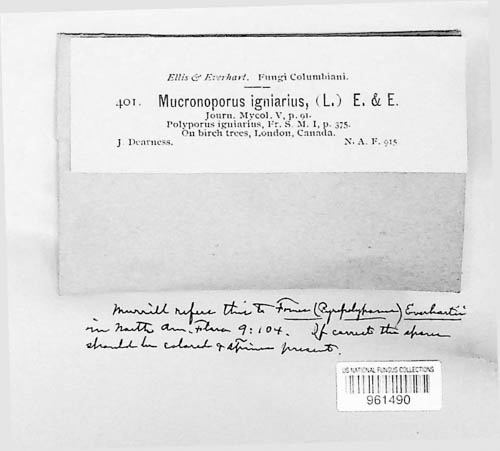 Ellis & Everhart. Fungi Columbiani.
401. Mucronoporus igniarius, (L.) E. & E.
Journ. Mycol. V, p. 91.
Polyporus igniarius, Fr. S. M. I, p. 375.
On birch trees, London, Canada.
J. Dearness. N. A. F. 915
Murrill refers this to Fomes (Pyropolyporus) Everhartii
in North Am. Flora 9:104. If correct the spores
should be colored & spines present.
US NATIONAL FUNGUS COLLECTIONS
961490